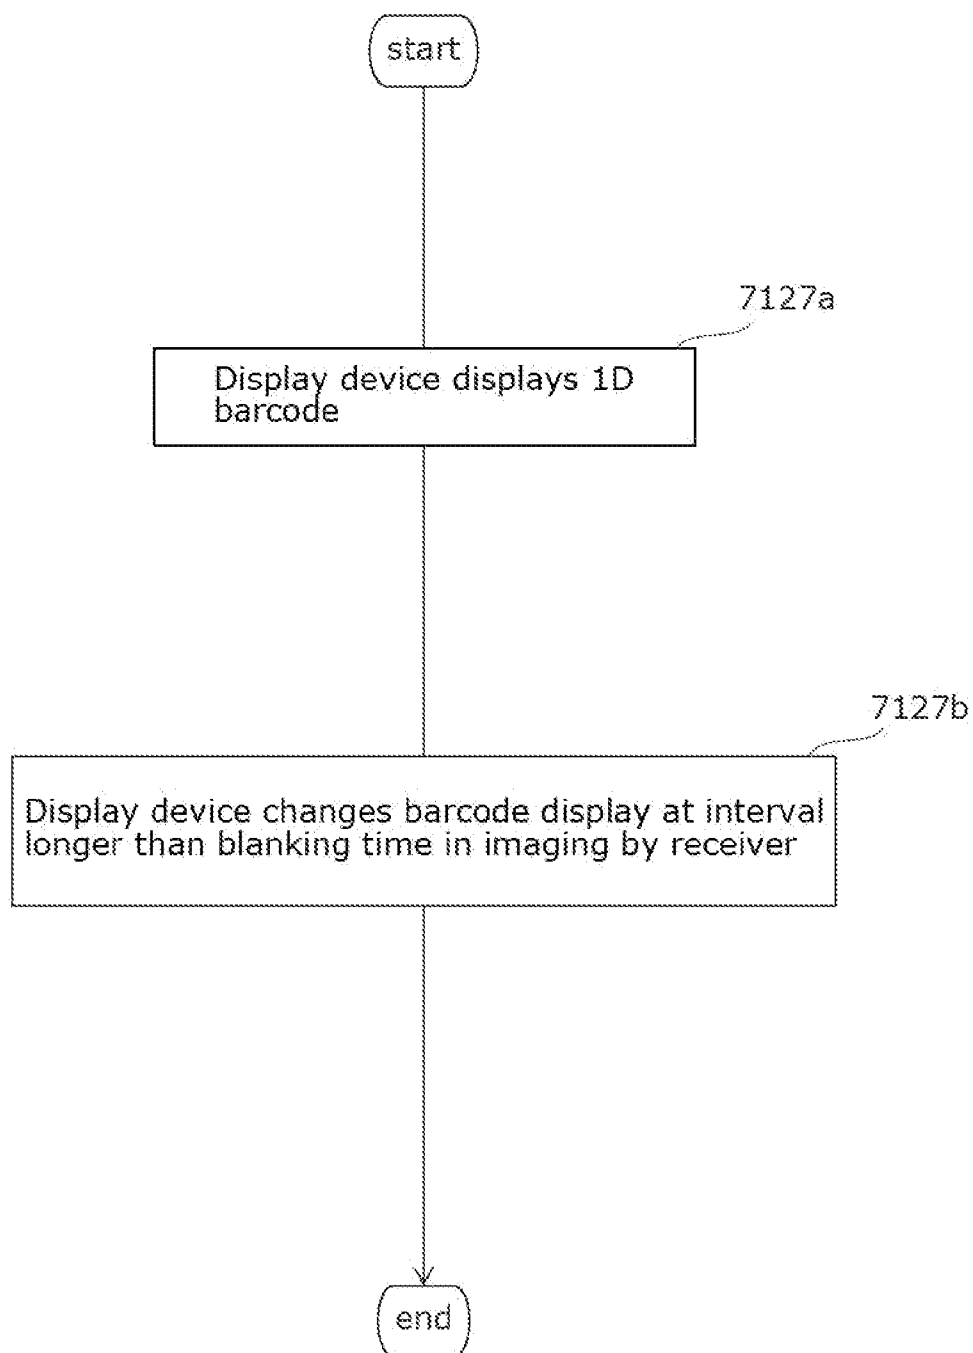 start
7127a
Display device displays 1D
barcode
7127b
Display device changes barcode display at interval
longer than blanking time in imaging by receiver
end